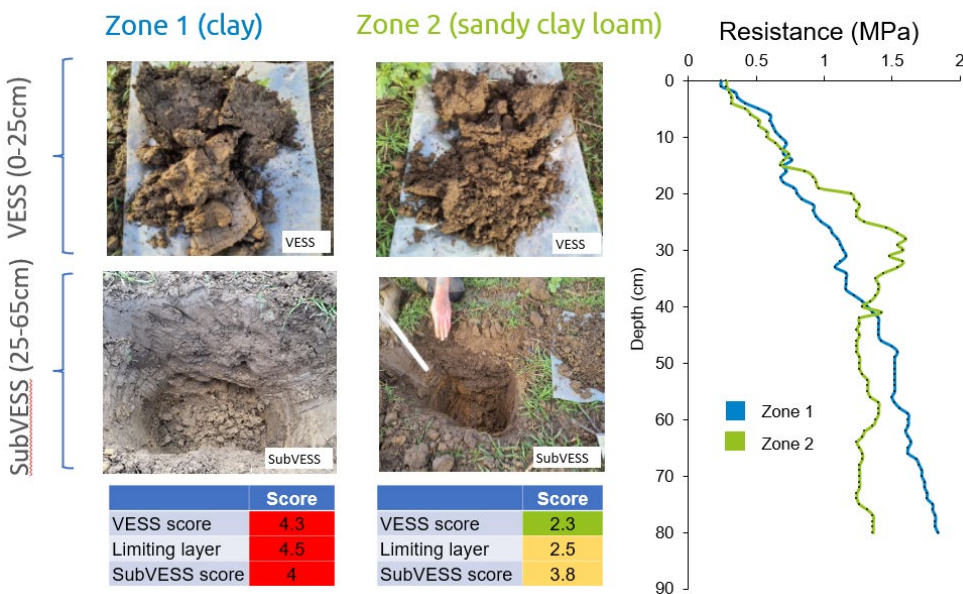 Zone 1 (clay)
Zone 2 (sandy clay loam)
VESS (0-25cm)
SubVESS (25-65cm)
VESS
VESS
SubVESS
SubVESS
Score
VESS score 4.3
Limiting layer 4.5
SubVESS score 4
Score
VESS score 2.3
Limiting layer 2.5
SubVESS score 3.8
Resistance (MPa)
0 0.5 1 1.5 2
0
10
20
30
40
50
60
70
80
90
Depth (cm)
Zone 1
Zone 2